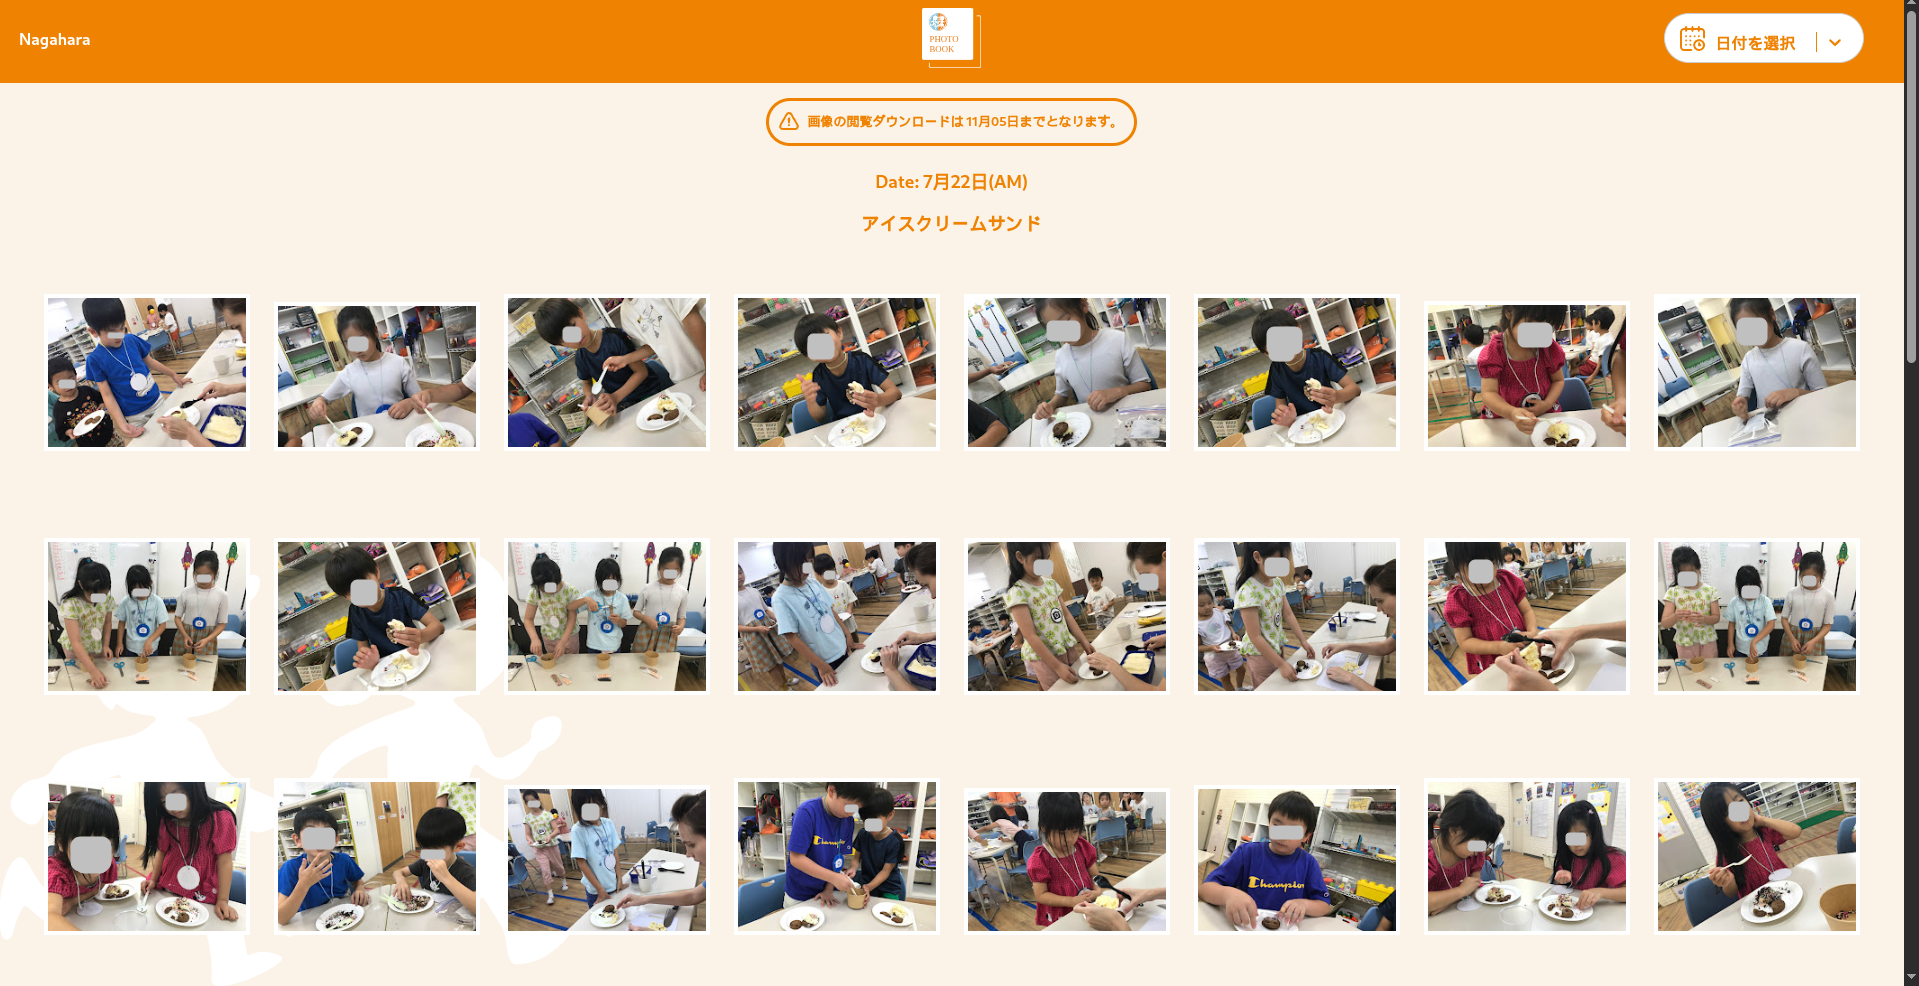 Nagahara
PHOTO
BOOK
日付を選択
画像の閲覧ダウンロードは 11月05日までとなります。
Date: 7月22日(AM)
アイスクリームサンド
Champion
Champion